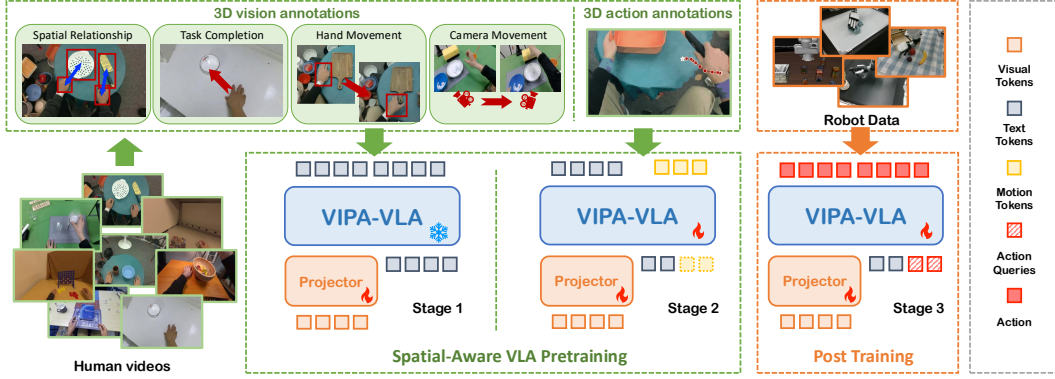 3D vision annotations
3D action annotations
Spatial Relationship
Task Completion
Hand Movement
Camera Movement
Robot Data
Human videos
VIPA-VLA
Projector
Stage 1
VIPA-VLA
Projector
Stage 2
Spatial-Aware VLA Pretraining
VIPA-VLA
Projector
Stage 3
Post Training
Visual
Tokens
Text
Tokens
Motion
Tokens
Action
Queries
Action